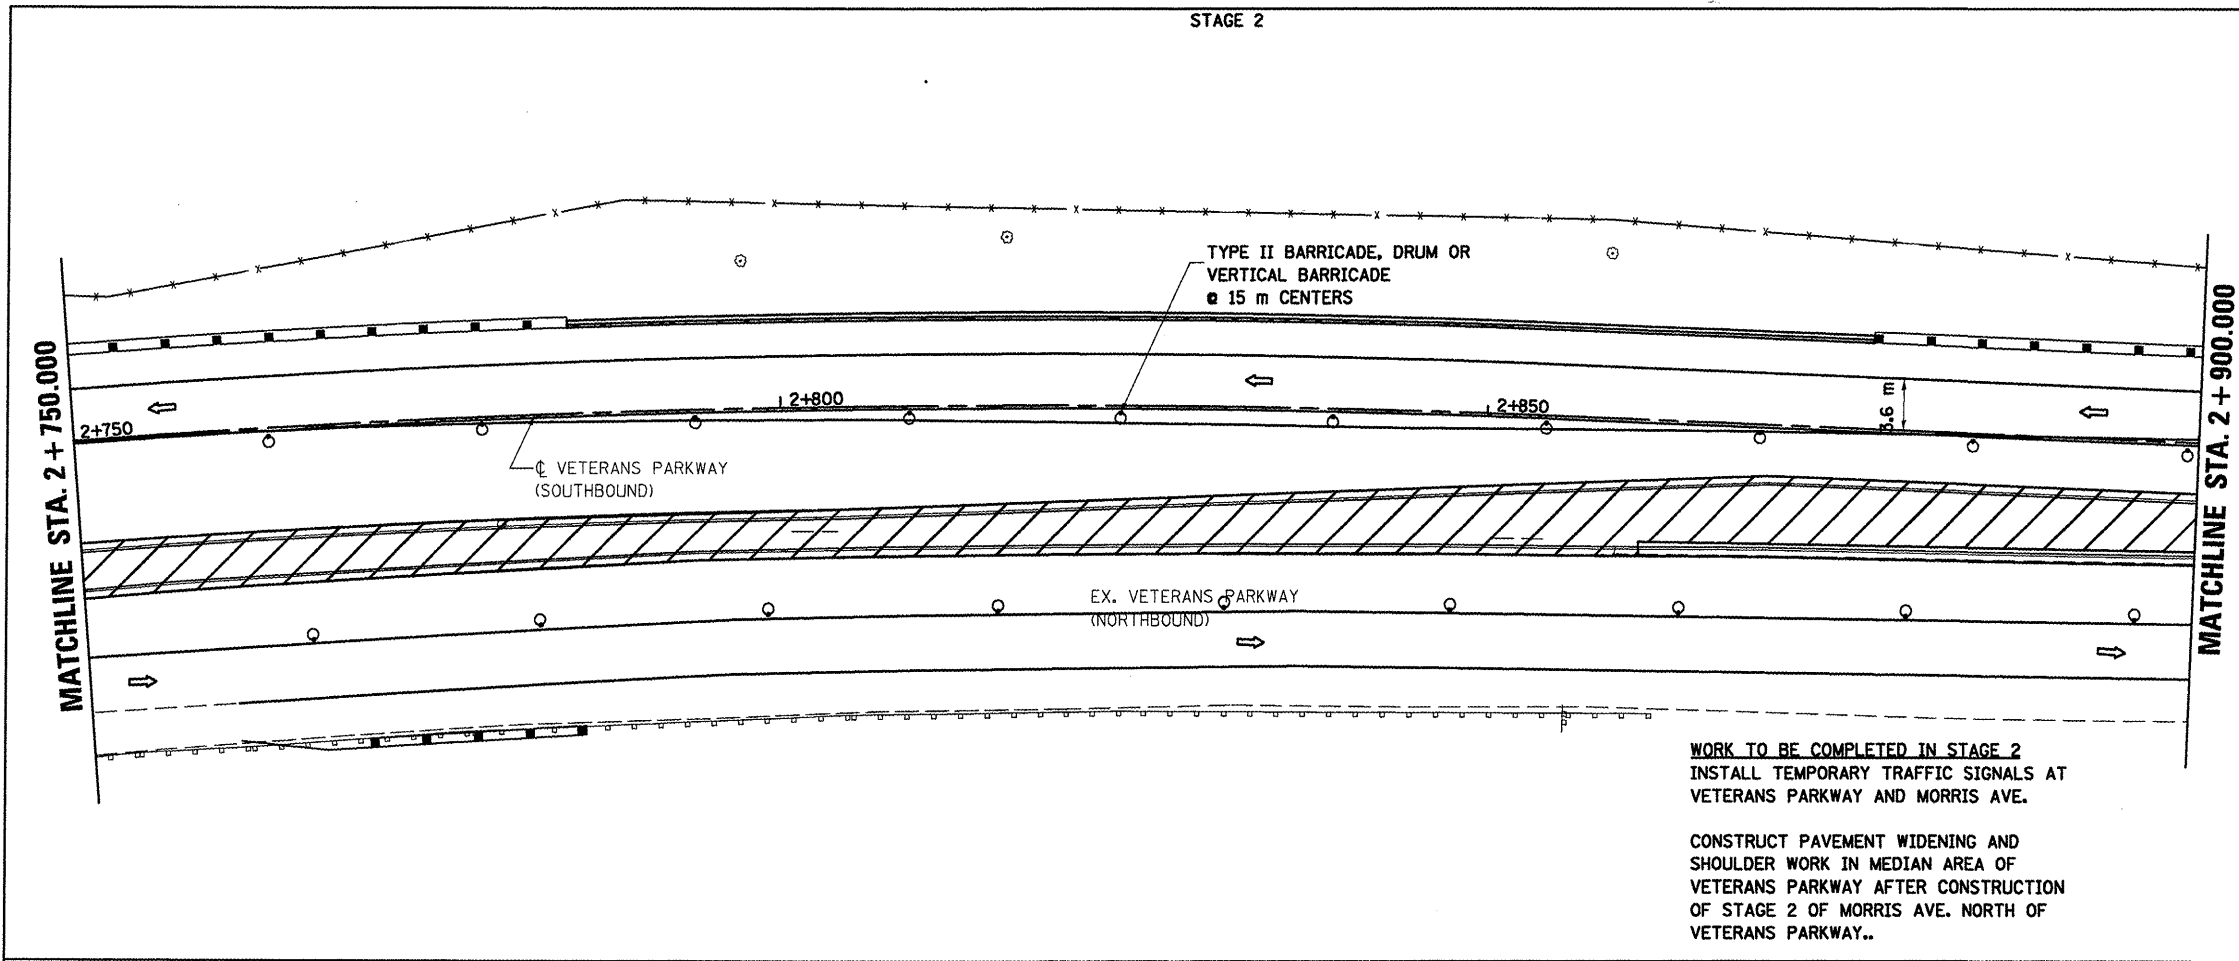 STAGE 2
TYPE II BARRICADE, DRUM OR
VERTICAL BARRICADE
@ 15 m CENTERS
MATCHLINE STA. 2+750.000
MATCHLINE STA. 2+900.000
2+750
2+800
2+850
3.6 m
℄ VETERANS PARKWAY
(SOUTHBOUND)
EX. VETERANS PARKWAY
(NORTHBOUND)
WORK TO BE COMPLETED IN STAGE 2
INSTALL TEMPORARY TRAFFIC SIGNALS AT
VETERANS PARKWAY AND MORRIS AVE.
CONSTRUCT PAVEMENT WIDENING AND
SHOULDER WORK IN MEDIAN AREA OF
VETERANS PARKWAY AFTER CONSTRUCTION
OF STAGE 2 OF MORRIS AVE. NORTH OF
VETERANS PARKWAY..